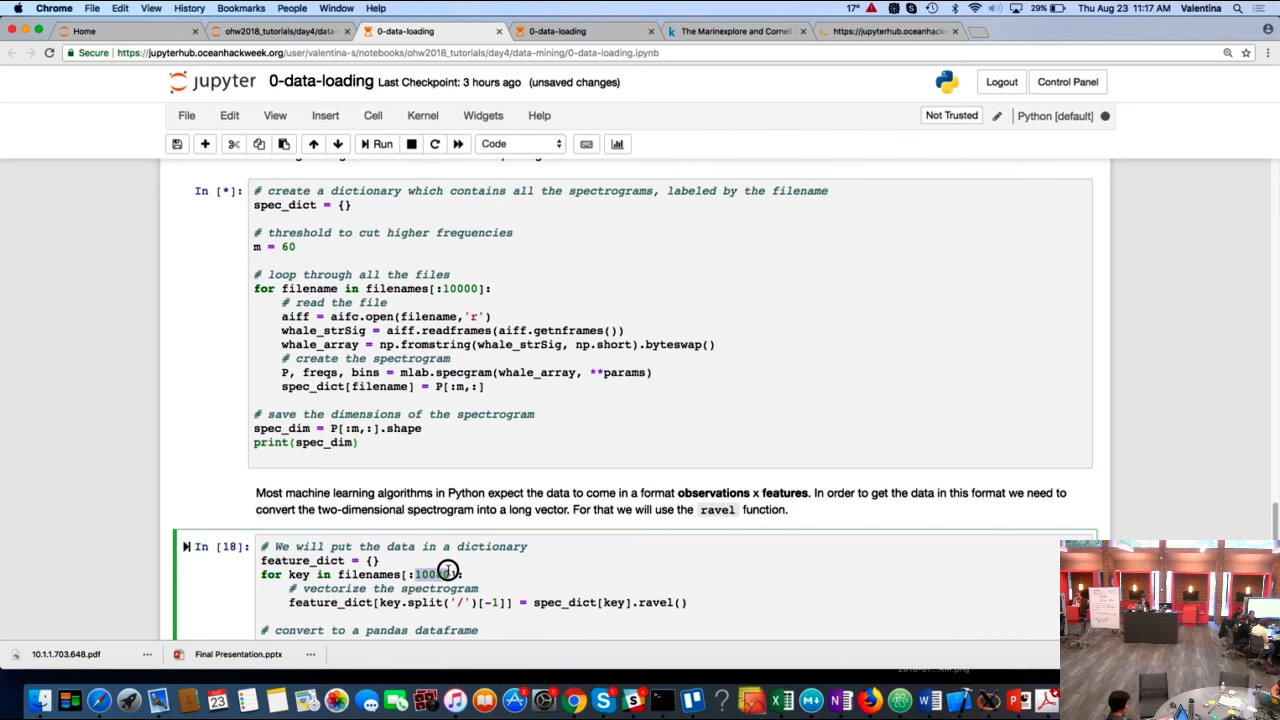 Chrome File Edit View History Bookmarks People Window Help 17° 29% Thu Aug 23 11:17 AM Valentina
Home ohw2018_tutorials/day4/data- 0-data-loading 0-data-loading The Marinexplore and Cornell https://jupyterhub.oceanhackwe
Secure https://jupyterhub.oceanhackweek.org/user/valentina-s/notebooks/ohw2018_tutorials/day4/data-mining/0-data-loading.ipynb
jupyter 0-data-loading Last Checkpoint: 3 hours ago (unsaved changes) Logout Control Panel
File Edit View Insert Cell Kernel Widgets Help Not Trusted Python [default]
Run Code
In [*]: # create a dictionary which contains all the spectrograms, labeled by the filename
spec_dict = {}
# threshold to cut higher frequencies
m = 60
# loop through all the files
for filename in filenames[:10000]:
# read the file
aiff = aifc.open(filename,'r')
whale_strSig = aiff.readframes(aiff.getnframes())
whale_array = np.fromstring(whale_strSig, np.short).byteswap()
# create the spectrogram
P, freqs, bins = mlab.specgram(whale_array, **params)
spec_dict[filename] = P[:m,:]
# save the dimensions of the spectrogram
spec_dim = P[:m,:].shape
print(spec_dim)
Most machine learning algorithms in Python expect the data to come in a format observations x features. In order to get the data in this format we need to
convert the two-dimensional spectrogram into a long vector. For that we will use the ravel function.
In [18]: # We will put the data in a dictionary
feature_dict = {}
for key in filenames[:10000]:
# vectorize the spectrogram
feature_dict[key.split('/')[-1]] = spec_dict[key].ravel()
# convert to a pandas dataframe
10.1.1.703.648.pdf Final Presentation.pptx